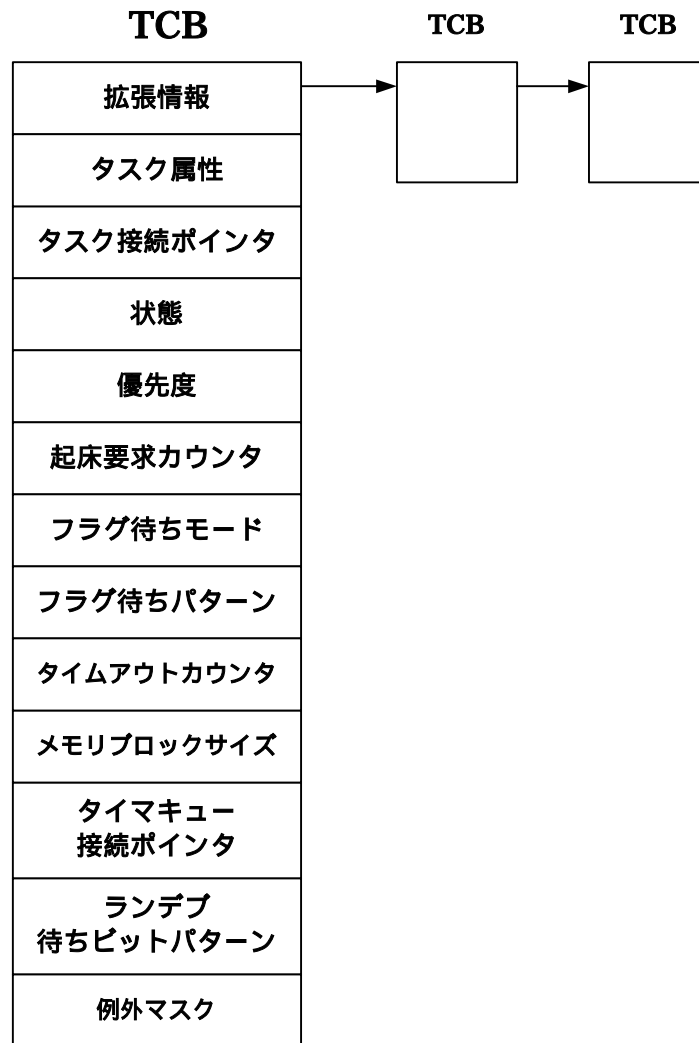 TCB
TCB
TCB
拡張情報
タスク属性
タスク接続ポインタ
状態
優先度
起床要求カウンタ
フラグ待ちモード
フラグ待ちパターン
タイムアウトカウンタ
メモリブロックサイズ
タイマキュー
接続ポインタ
ランデブ
待ちビットパターン
例外マスク